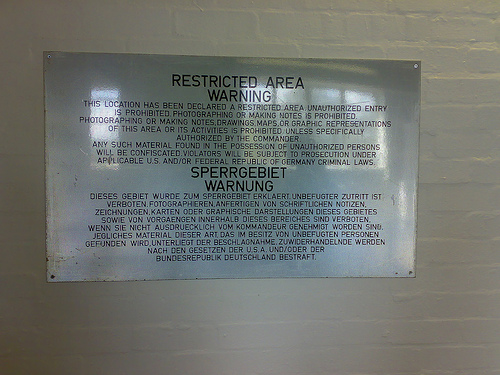 RESTRICTED AREA
WARNING
THIS LOCATION HAS BEEN DECLARED A RESTRICTED AREA. UNAUTHORIZED ENTRY
IS PROHIBITED. PHOTOGRAPHING OR MAKING NOTES IS PROHIBITED.
PHOTOGRAPHING OR MAKING NOTES, DRAWINGS, MAPS, OR GRAPHIC REPRESENTATIONS
OF THIS AREA OR ITS ACTIVITIES IS PROHIBITED UNLESS SPECIFICALLY
AUTHORIZED BY THE COMMANDER
ANY SUCH MATERIAL FOUND IN THE POSSESSION OF UNAUTHORIZED PERSONS
WILL BE CONFISCATED. VIOLATORS WILL BE SUBJECT TO PROSECUTION UNDER
APPLICABLE U.S. AND/OR FEDERAL REPUBLIC OF GERMANY CRIMINAL LAWS.
SPERRGEBIET
WARNUNG
DIESES GEBIET WURDE ZUM SPERRGEBIET ERKLAERT. UNBEFUGTER ZUTRITT IST
VERBOTEN. FOTOGRAPHIEREN, ANFERTIGEN VON SCHRIFTLICHEN NOTIZEN,
ZEICHNUNGEN, KARTEN ODER GRAPHISCHE DARSTELLUNGEN DIESES GEBIETES
SOWIE VON VORGAENGEN INNERHALB DIESES BEREICHES SIND VERBOTEN,
WENN SIE NICHT AUSDRUECKLICH VOM KOMMANDEUR GENEHMIGT WORDEN SIND.
JEGLICHES MATERIAL DIESER ART, DAS IM BESITZ VON UNBEFUGTEN PERSONEN
GEFUNDEN WIRD, UNTERLIEGT DER BESCHLAGNAHME. ZUWIDERHANDELNDE WERDEN
NACH DEN GESETZEN DER U.S.A. UND/ODER DER
BUNDESREPUBLIK DEUTSCHLAND BESTRAFT.